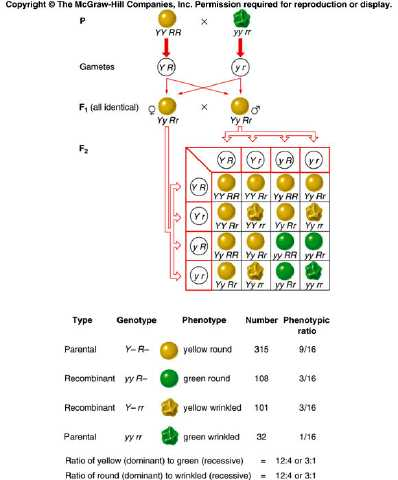 Copyright © The McGraw-Hill Companies, Inc. Permission required for reproduction or display.
P × 
YY RR yy rr
Gametes Y R y r
F1 (all identical) ♀ × ♂
Yy Rr Yy Rr
F2
Y R Y r y R y r
Y R
YY RR YY Rr Yy RR Yy Rr
Y r
YY Rr YY rr Yy Rr Yy rr
y R
Yy RR Yy Rr yy RR yy Rr
y r
Yy Rr Yy rr yy Rr yy rr
Type Genotype Phenotype Number Phenotypic
ratio
Parental Y– R– yellow round 315 9/16
Recombinant yy R– green round 108 3/16
Recombinant Y– rr yellow wrinkled 101 3/16
Parental yy rr green wrinkled 32 1/16
Ratio of yellow (dominant) to green (recessive) = 12:4 or 3:1
Ratio of round (dominant) to wrinkled (recessive) = 12:4 or 3:1